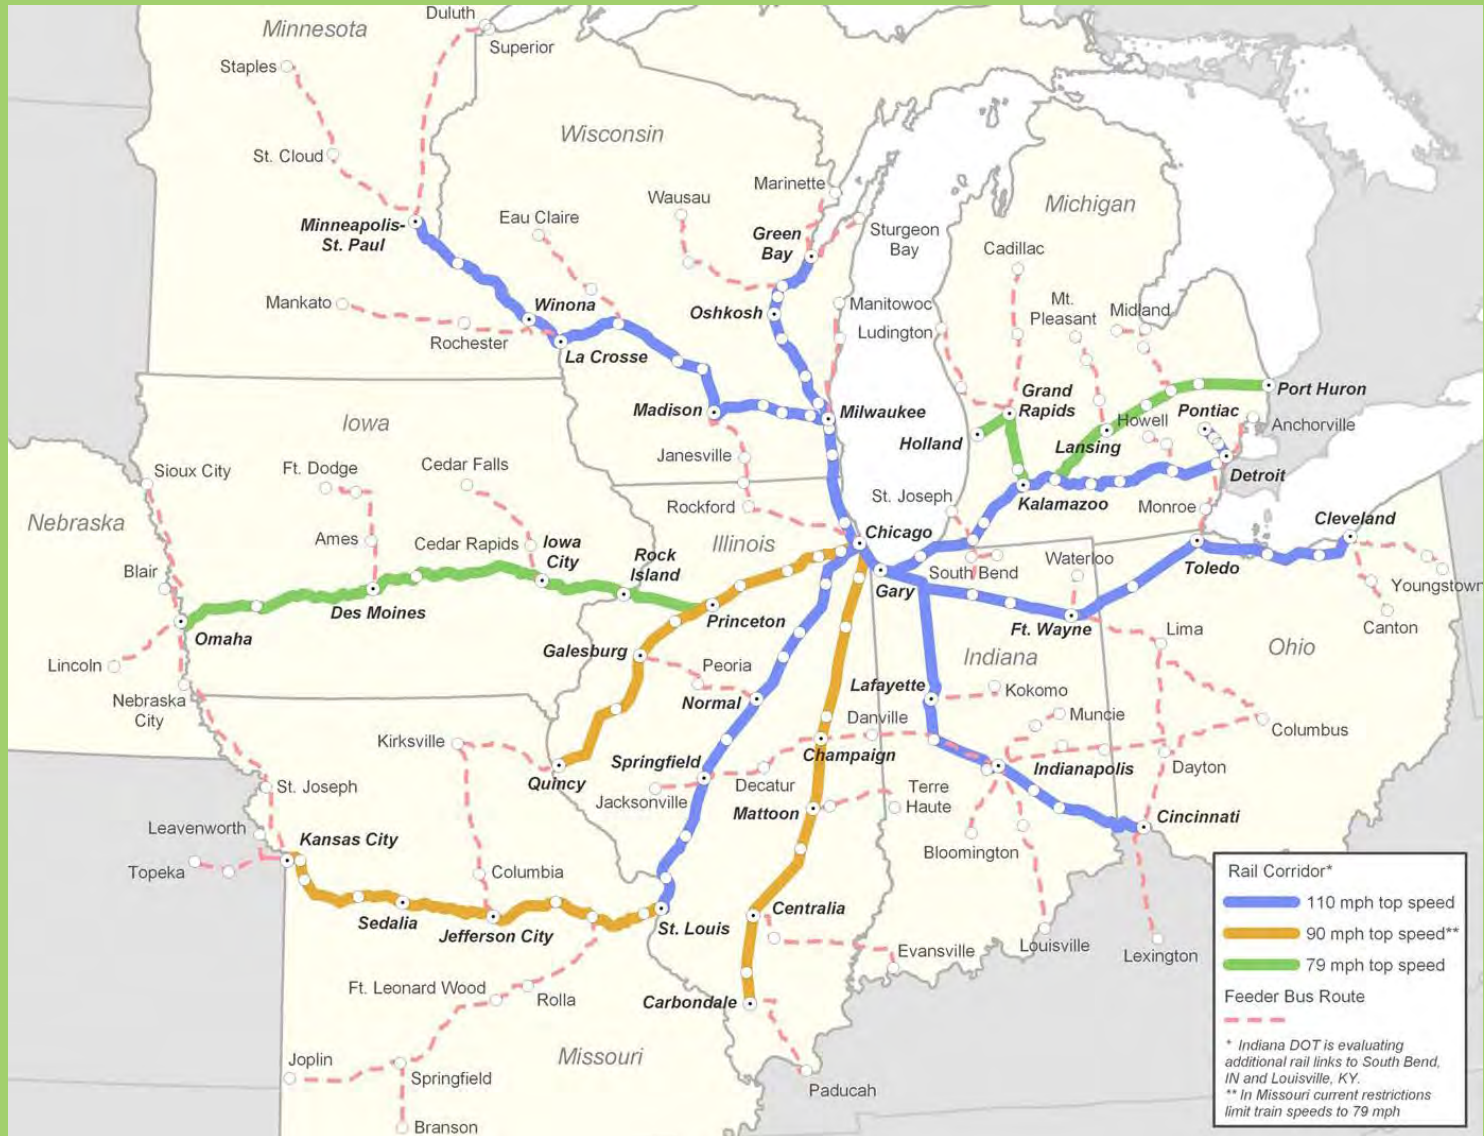 Duluth
Minnesota
Superior
Staples
Wisconsin
St. Cloud
Marinette
Wausau
Michigan
Eau Claire
Minneapolis-
St. Paul
Green
Bay
Sturgeon
Bay
Cadillac
Mankato
Winona
Oshkosh
Manitowoc
Ludington
Mt.
Pleasant
Midland
Rochester
La Crosse
Grand
Rapids
Port Huron
Madison
Milwaukee
Pontiac
Iowa
Howell
Anchorville
Holland
Lansing
Janesville
Sioux City
Ft. Dodge
Cedar Falls
Detroit
St. Joseph
Kalamazoo
Rockford
Monroe
Nebraska
Cleveland
Chicago
Ames
Cedar Rapids
Iowa
City
Illinois
Rock
Island
Waterloo
Toledo
Blair
South Bend
Youngstown
Gary
Des Moines
Princeton
Ft. Wayne
Lima
Canton
Omaha
Galesburg
Ohio
Lincoln
Peoria
Indiana
Lafayette
Kokomo
Nebraska
City
Normal
Danville
Muncie
Columbus
Kirksville
Champaign
Springfield
Indianapolis
Dayton
Quincy
Decatur
St. Joseph
Jacksonville
Terre
Haute
Mattoon
Cincinnati
Leavenworth
Kansas City
Bloomington
Topeka
Columbia
Centralia
Sedalia
Jefferson City
St. Louis
Louisville
Evansville
Lexington
Ft. Leonard Wood
Rolla
Carbondale
Missouri
Joplin
Springfield
Paducah
Branson
Rail Corridor*
110 mph top speed
90 mph top speed**
79 mph top speed
Feeder Bus Route
* Indiana DOT is evaluating
additional rail links to South Bend,
IN and Louisville, KY.
** In Missouri current restrictions
limit train speeds to 79 mph